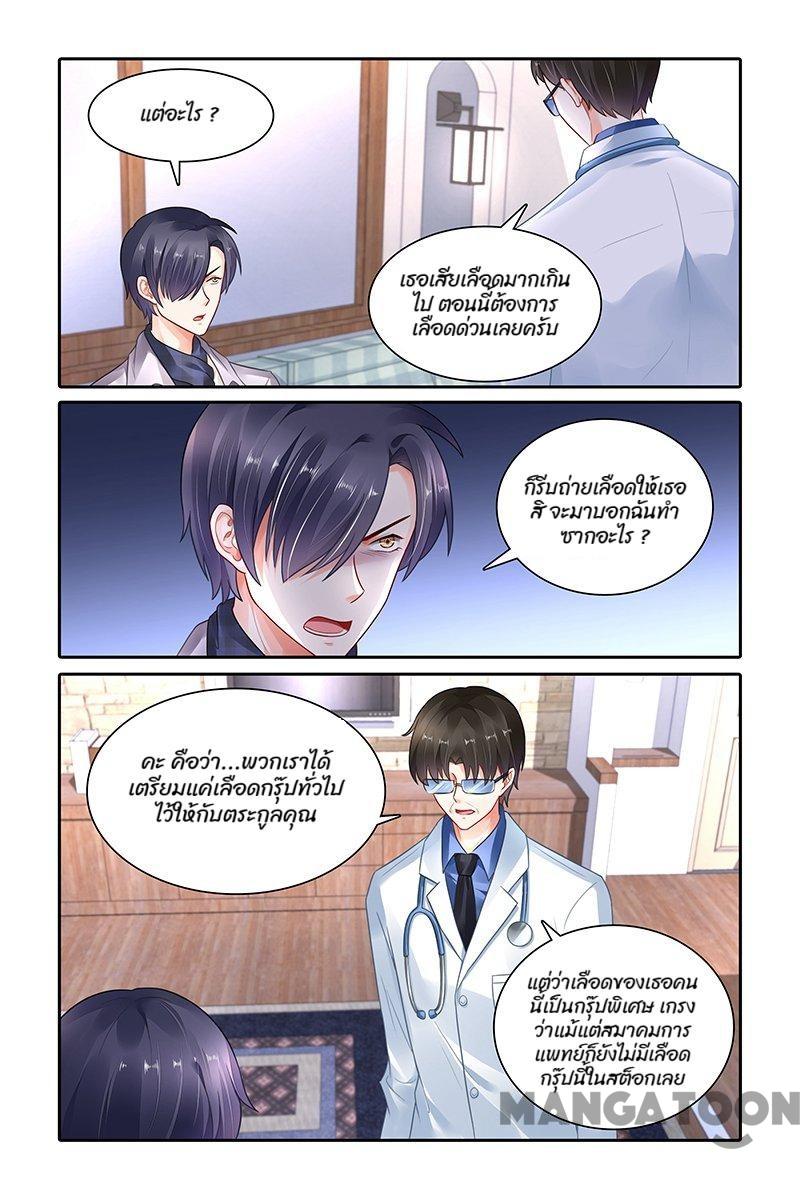 แต่อะไร ?
เธอเสียเลือดมากเกิน
ไป ตอนนี้ต้องการ
เลือดด่วนเลยครับ
ก็รีบถ่ายเลือดให้เธอ
สิ จะมาบอกฉันทำ
ซากอะไร ?
คะ คือว่า...พวกเราได้
เตรียมแค่เลือดกรุ๊ปทั่วไป
ไว้ให้กับตระกูลคุณ
แต่ว่าเลือดของเธอคน
นี้เป็นกรุ๊ปพิเศษ เกรง
ว่าแม้แต่สมาคมการ
แพทย์ก็ยังไม่มีเลือด
กรุ๊ปนี้ในสต็อกเลย
MANGATOON